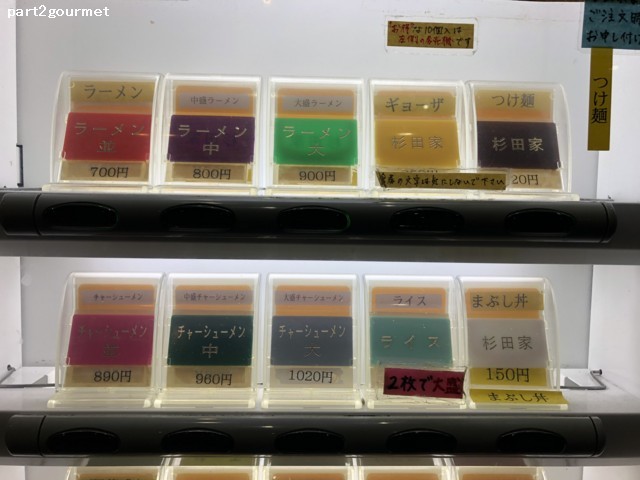 part2gourmet
"お得"な10個入は
左側の券売機です
ご注文
お申し付け
つけ麺
ラーメン
ラーメン
並
700円
中盛ラーメン
ラーメン
中
800円
大盛ラーメン
ラーメン
大
900円
ギョーザ
杉田家
つけ麺
杉田家
20円
チャーシューメン
チャーシューメン
並
890円
中盛チャーシューメン
チャーシューメン
中
960円
大盛チャーシューメン
チャーシューメン
大
1020円
ライス
ライス
2枚で大盛
まぶし丼
杉田家
150円
まぶし丼